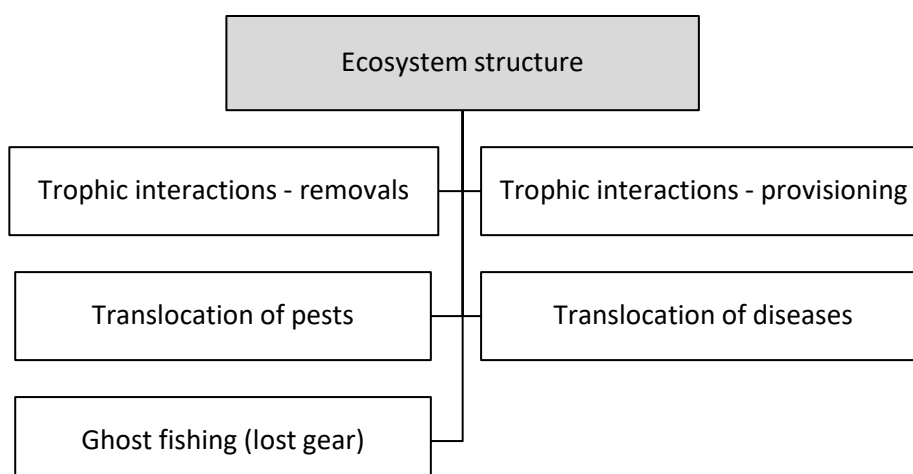 Ecosystem structure
Trophic interactions - removals
Trophic interactions - provisioning
Translocation of pests
Translocation of diseases
Ghost fishing (lost gear)